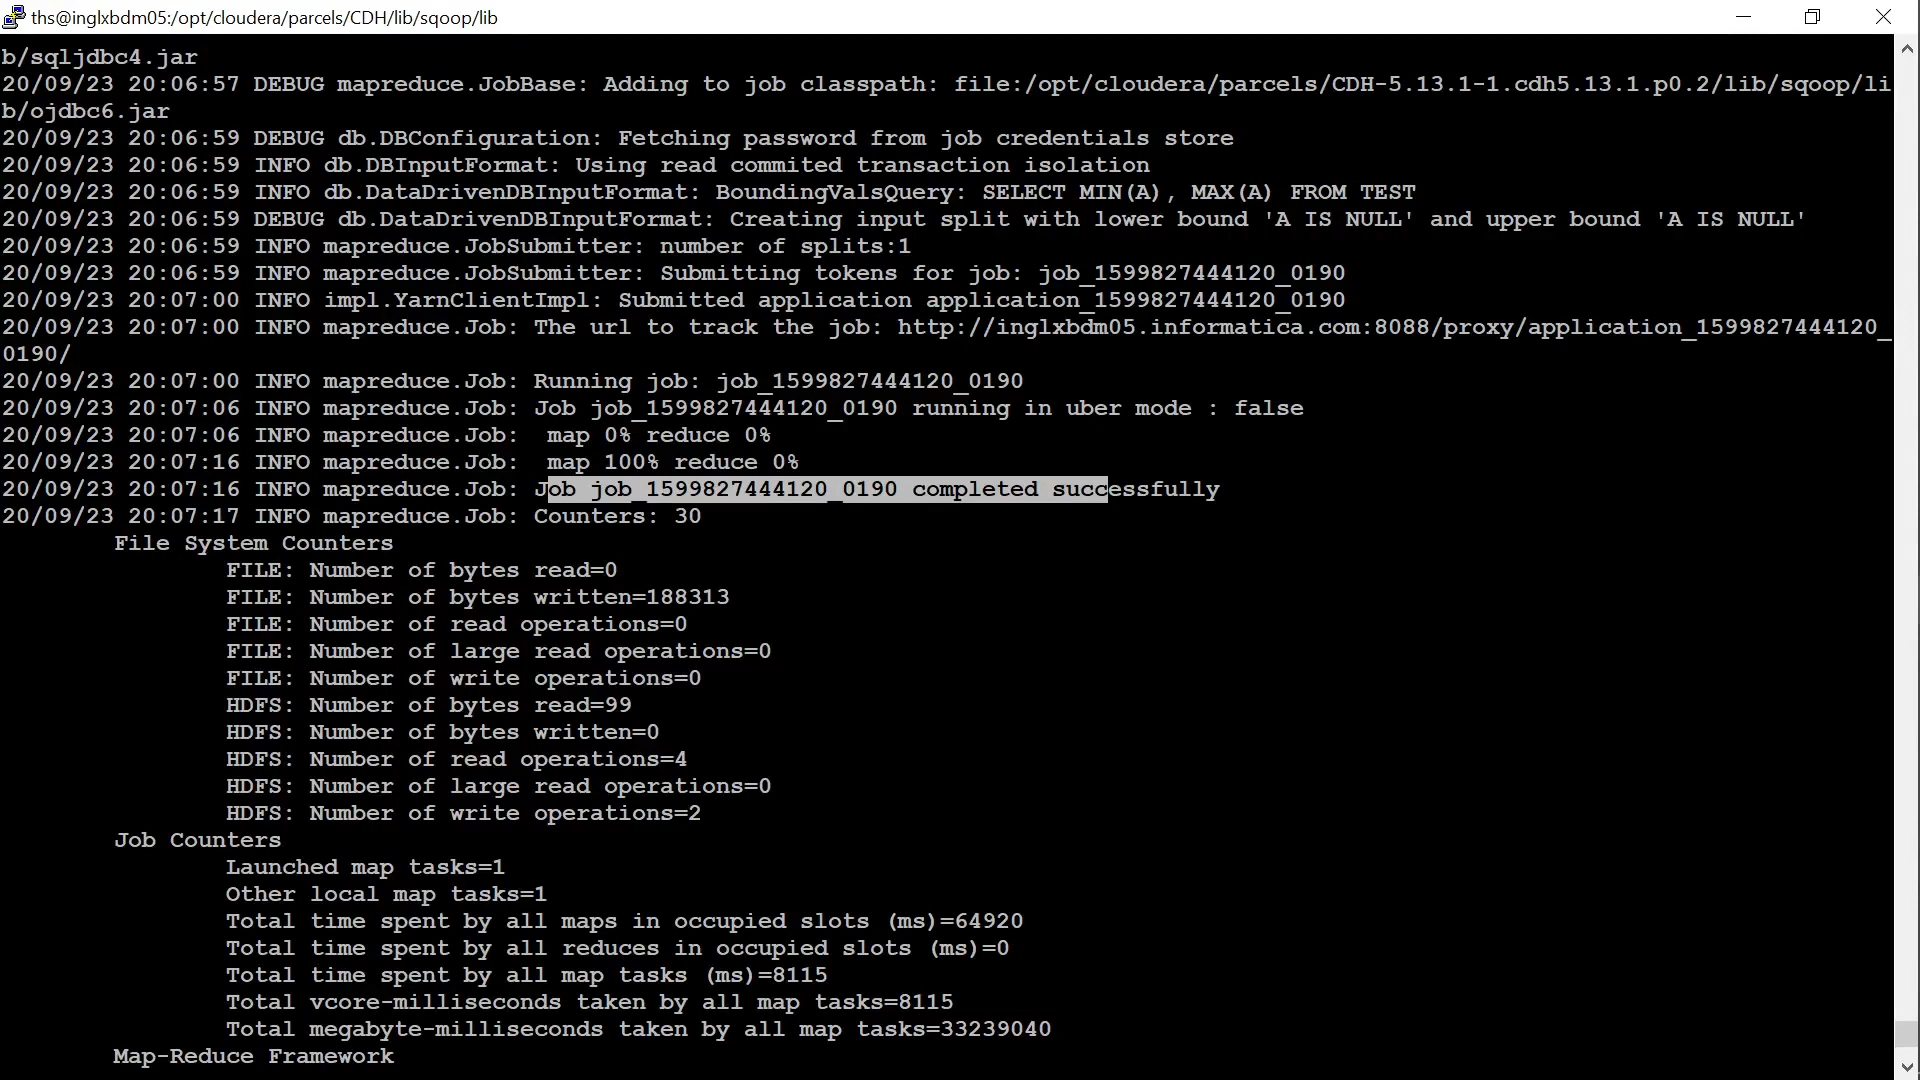 ths@inglxbdm05:/opt/cloudera/parcels/CDH/lib/sqoop/lib
b/sqljdbc4.jar
20/09/23 20:06:57 DEBUG mapreduce.JobBase: Adding to job classpath: file:/opt/cloudera/parcels/CDH-5.13.1-1.cdh5.13.1.p0.2/lib/sqoop/li
b/ojdbc6.jar
20/09/23 20:06:59 DEBUG db.DBConfiguration: Fetching password from job credentials store
20/09/23 20:06:59 INFO db.DBInputFormat: Using read commited transaction isolation
20/09/23 20:06:59 INFO db.DataDrivenDBInputFormat: BoundingValsQuery: SELECT MIN(A), MAX(A) FROM TEST
20/09/23 20:06:59 DEBUG db.DataDrivenDBInputFormat: Creating input split with lower bound 'A IS NULL' and upper bound 'A IS NULL'
20/09/23 20:06:59 INFO mapreduce.JobSubmitter: number of splits:1
20/09/23 20:06:59 INFO mapreduce.JobSubmitter: Submitting tokens for job: job_1599827444120_0190
20/09/23 20:07:00 INFO impl.YarnClientImpl: Submitted application application_1599827444120_0190
20/09/23 20:07:00 INFO mapreduce.Job: The url to track the job: http://inglxbdm05.informatica.com:8088/proxy/application_1599827444120_
0190/
20/09/23 20:07:00 INFO mapreduce.Job: Running job: job_1599827444120_0190
20/09/23 20:07:06 INFO mapreduce.Job: Job job_1599827444120_0190 running in uber mode : false
20/09/23 20:07:06 INFO mapreduce.Job:  map 0% reduce 0%
20/09/23 20:07:16 INFO mapreduce.Job:  map 100% reduce 0%
20/09/23 20:07:16 INFO mapreduce.Job: Job job_1599827444120_0190 completed successfully
20/09/23 20:07:17 INFO mapreduce.Job: Counters: 30
File System Counters
FILE: Number of bytes read=0
FILE: Number of bytes written=188313
FILE: Number of read operations=0
FILE: Number of large read operations=0
FILE: Number of write operations=0
HDFS: Number of bytes read=99
HDFS: Number of bytes written=0
HDFS: Number of read operations=4
HDFS: Number of large read operations=0
HDFS: Number of write operations=2
Job Counters
Launched map tasks=1
Other local map tasks=1
Total time spent by all maps in occupied slots (ms)=64920
Total time spent by all reduces in occupied slots (ms)=0
Total time spent by all map tasks (ms)=8115
Total vcore-milliseconds taken by all map tasks=8115
Total megabyte-milliseconds taken by all map tasks=33239040
Map-Reduce Framework